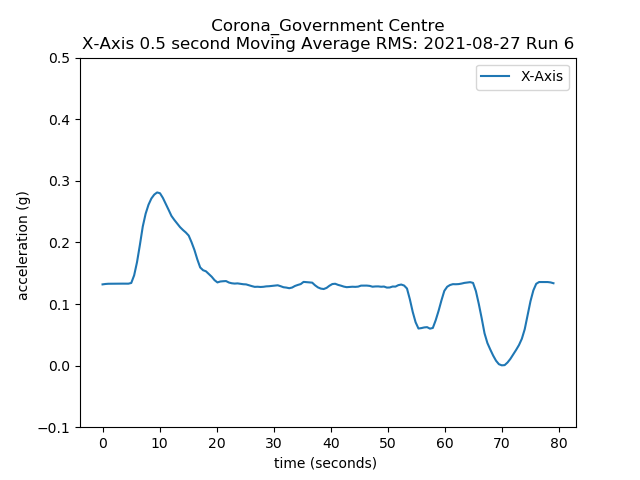 Corona_Government Centre
X-Axis 0.5 second Moving Average RMS: 2021-08-27 Run 6
X-Axis
acceleration (g)
0.5
0.4
0.3
0.2
0.1
0.0
−0.1
0 10 20 30 40 50 60 70 80
time (seconds)